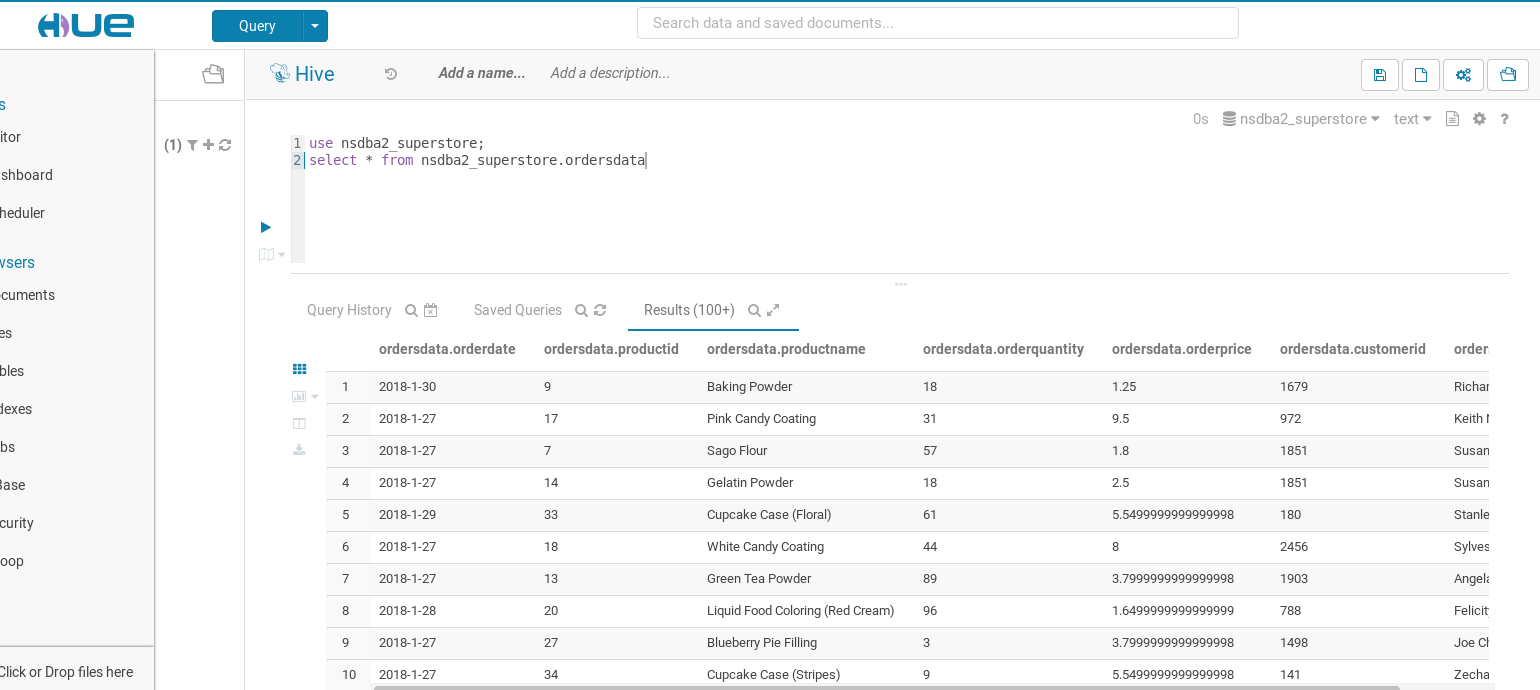 HUE
Query
Search data and saved documents...
Hive
Add a name...
Add a description...
s
itor
shboard
heduler
wsers
ocuments
es
bles
dexes
bs
Base
curity
oop
Click or Drop files here
(1)
0s nsdba2_superstore text ?
1 use nsdba2_superstore;
2 select * from nsdba2_superstore.ordersdata
Query History Saved Queries Results (100+)
ordersdata.orderdate ordersdata.productid ordersdata.productname ordersdata.orderquantity ordersdata.orderprice ordersdata.customerid orders
1 2018-1-30 9 Baking Powder 18 1.25 1679 Richar
2 2018-1-27 17 Pink Candy Coating 31 9.5 972 Keith
3 2018-1-27 7 Sago Flour 57 1.8 1851 Susan
4 2018-1-27 14 Gelatin Powder 18 2.5 1851 Susan
5 2018-1-29 33 Cupcake Case (Floral) 61 5.5499999999999998 180 Stanle
6 2018-1-27 18 White Candy Coating 44 8 2456 Sylves
7 2018-1-27 13 Green Tea Powder 89 3.7999999999999998 1903 Angela
8 2018-1-28 20 Liquid Food Coloring (Red Cream) 96 1.6499999999999999 788 Felicit
9 2018-1-27 27 Blueberry Pie Filling 3 3.7999999999999998 1498 Joe Ch
10 2018-1-27 34 Cupcake Case (Stripes) 9 5.5499999999999998 141 Zecha